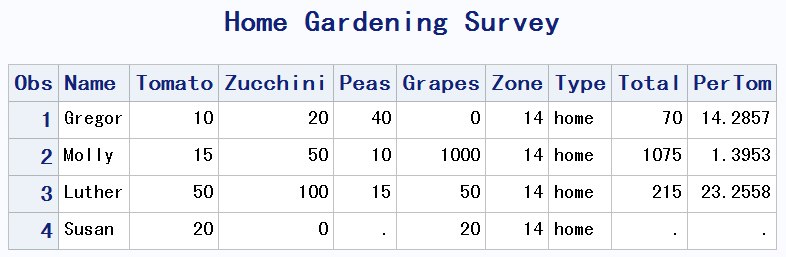 Home Gardening Survey
Obs Name Tomato Zucchini Peas Grapes Zone Type Total PerTom
1 Gregor 10 20 40 0 14 home 70 14.2857
2 Molly 15 50 10 1000 14 home 1075 1.3953
3 Luther 50 100 15 50 14 home 215 23.2558
4 Susan 20 0 . 20 14 home . .